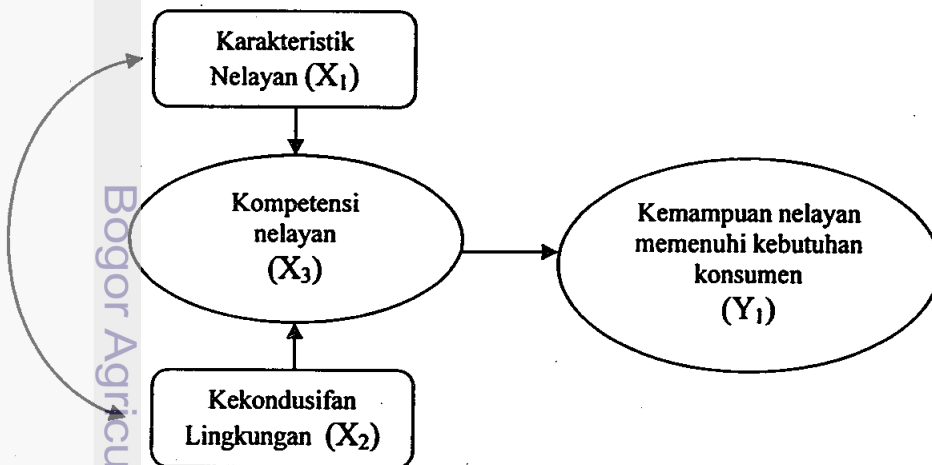 Karakteristik
Nelayan (X₁)
Kompetensi
nelayan
(X₃)
Kemampuan nelayan
memenuhi kebutuhan
konsumen
(Y₁)
Kekondusifan
Lingkungan (X₂)
Bogor Agricu